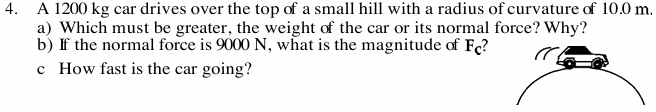 4. A 1200 kg car drives over the top of a small hill with a radius of curvature of 10.0 m.
a) Which must be greater, the weight of the car or its normal force? Why?
b) If the normal force is 9000 N, what is the magnitude of Fc?
c How fast is the car going?